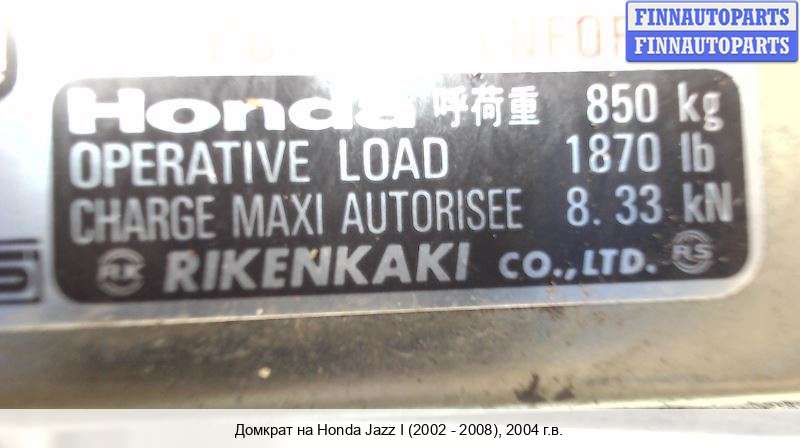 FINNAUTOPARTS
FINNAUTOPARTS
Honda 呼荷重 850 kg
OPERATIVE LOAD 1870 lb
CHARGE MAXI AUTORISEE 8.33 kN
RK RIKENKAKI CO.,LTD. R.S
Домкрат на Honda Jazz I (2002 - 2008), 2004 г.в.